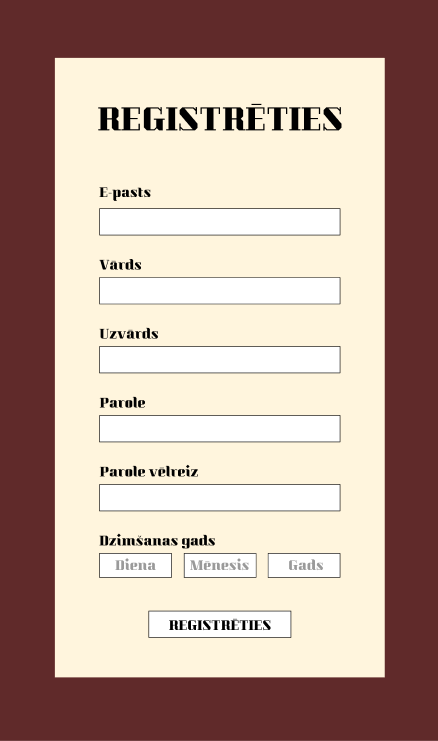 REGISTRĒTIES
E-pasts
Vārds
Uzvārds
Parole
Parole vēlreiz
Dzimšanas gads
Diena Mēnesis Gads
REGISTRĒTIES